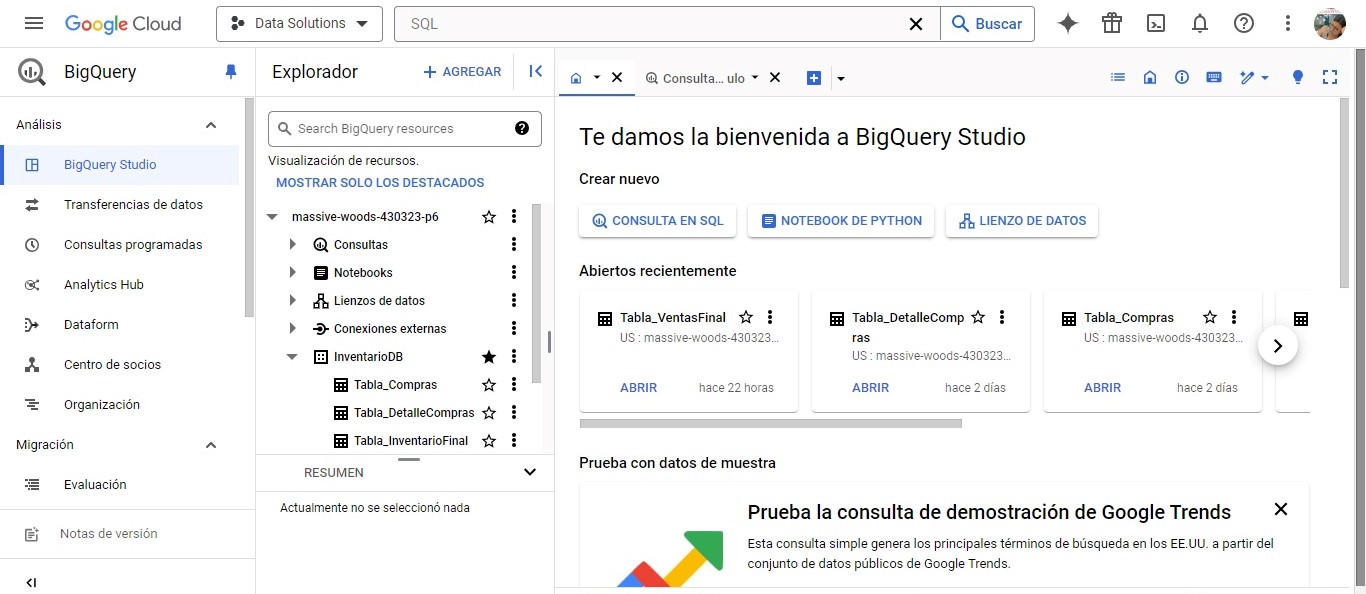 Google Cloud
Data Solutions
SQL
Buscar
BigQuery
Análisis
BigQuery Studio
Transferencias de datos
Consultas programadas
Analytics Hub
Dataform
Centro de socios
Organización
Migración
Evaluación
Notas de versión
Explorador
AGREGAR
Search BigQuery resources
Visualización de recursos.
MOSTRAR SOLO LOS DESTACADOS
massive-woods-430323-p6
Consultas
Notebooks
Lienzos de datos
Conexiones externas
InventarioDB
Tabla_Compras
Tabla_DetalleCompras
Tabla_InventarioFinal
RESUMEN
Actualmente no se seleccionó nada
Consulta... ulo
Te damos la bienvenida a BigQuery Studio
Crear nuevo
CONSULTA EN SQL
NOTEBOOK DE PYTHON
LIENZO DE DATOS
Abiertos recientemente
Tabla_VentasFinal
US : massive-woods-430323...
ABRIR hace 22 horas
Tabla_DetalleComp
ras
US : massive-woods-430323...
ABRIR hace 2 días
Tabla_Compras
US : massive-woods-430323...
ABRIR hace 2 días
Prueba con datos de muestra
Prueba la consulta de demostración de Google Trends
Esta consulta simple genera los principales términos de búsqueda en los EE.UU. a partir del
conjunto de datos públicos de Google Trends.